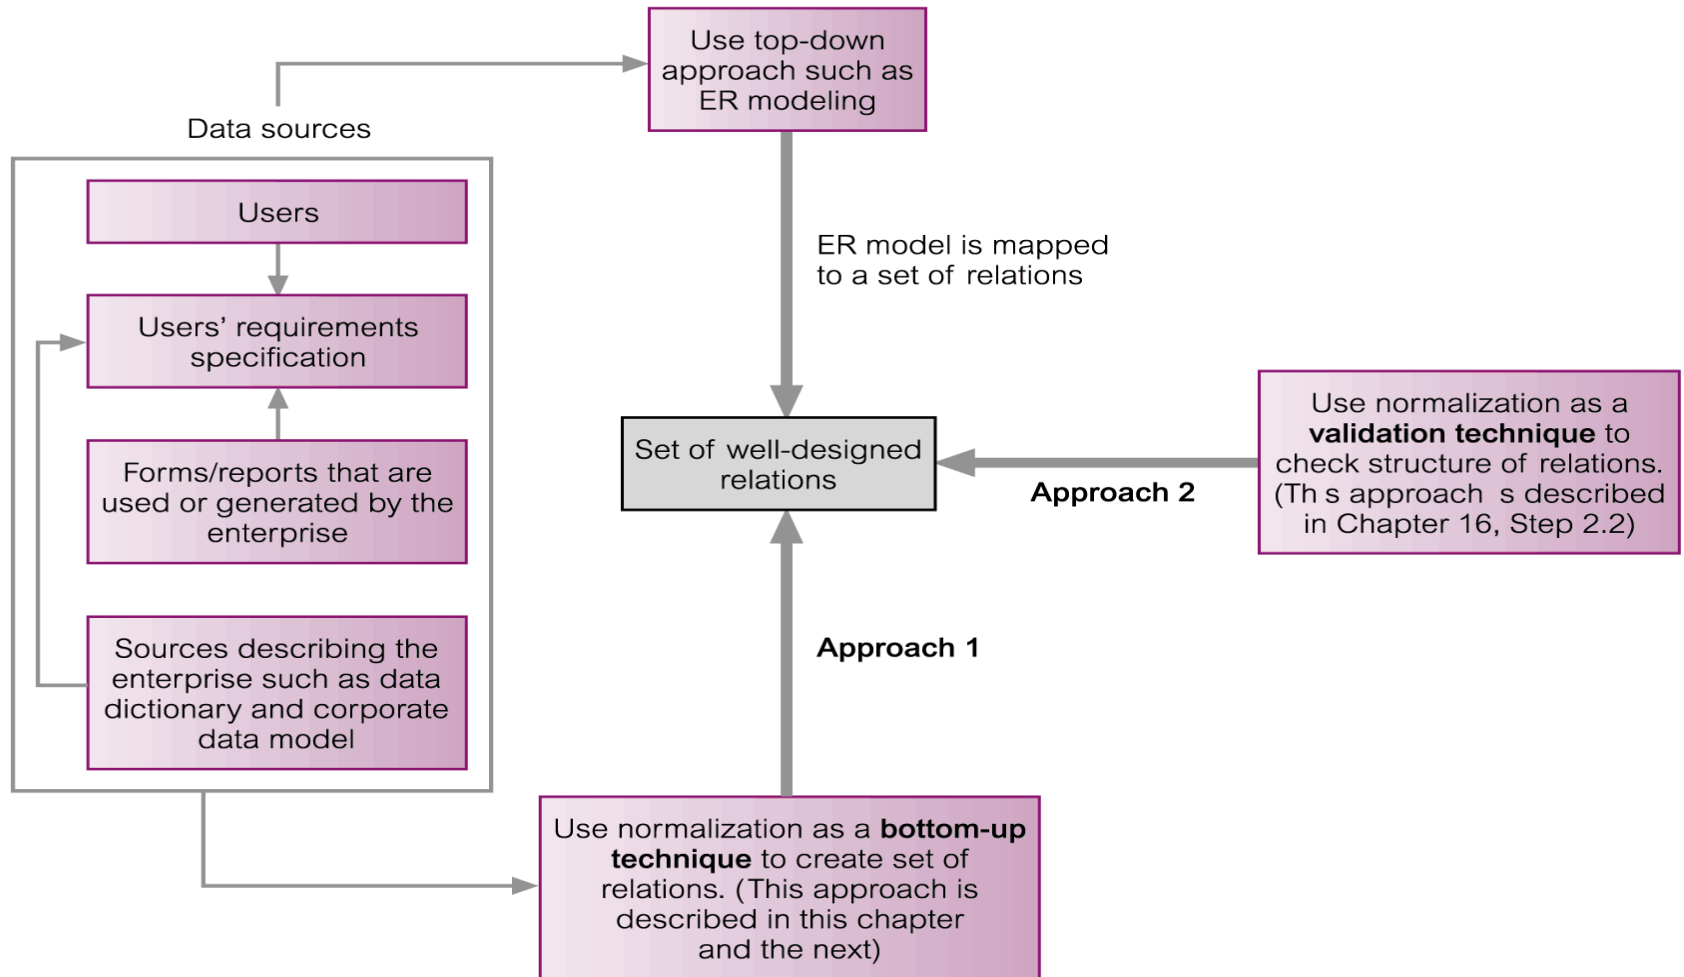 Use top-down
approach such as
ER modeling
Data sources
Users
Users’ requirements
specification
Forms/reports that are
used or generated by the
enterprise
Sources describing the
enterprise such as data
dictionary and corporate
data model
ER model is mapped
to a set of relations
Set of well-designed
relations
Approach 2
Use normalization as a
validation technique to
check structure of relations.
(Th s approach  s described
in Chapter 16, Step 2.2)
Approach 1
Use normalization as a bottom-up
technique to create set of
relations. (This approach is
described in this chapter
and the next)